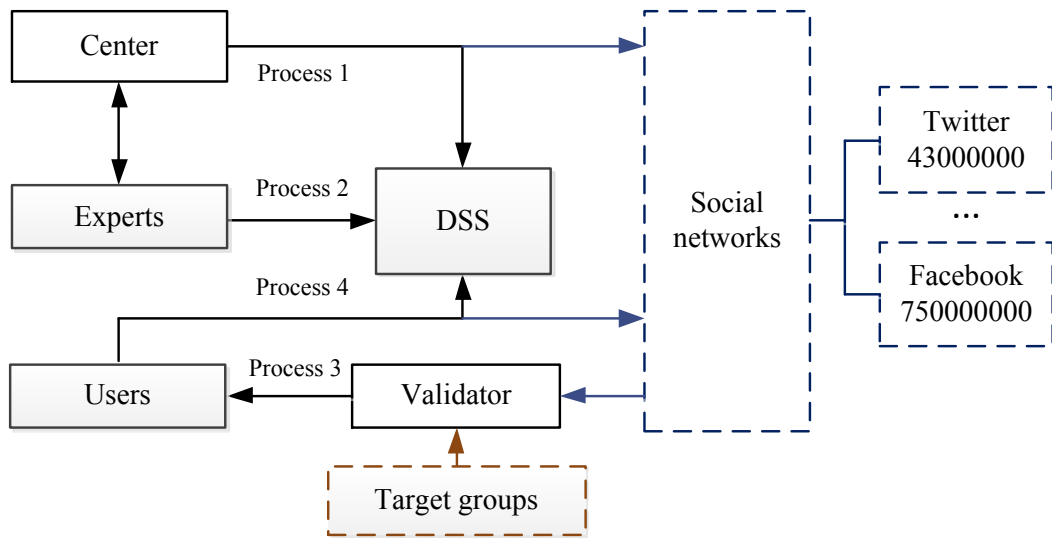 Center
Process 1
Twitter
43000000
...
Process 2
Experts
DSS
Social
networks
Facebook
750000000
Process 4
Process 3
Users
Validator
Target groups